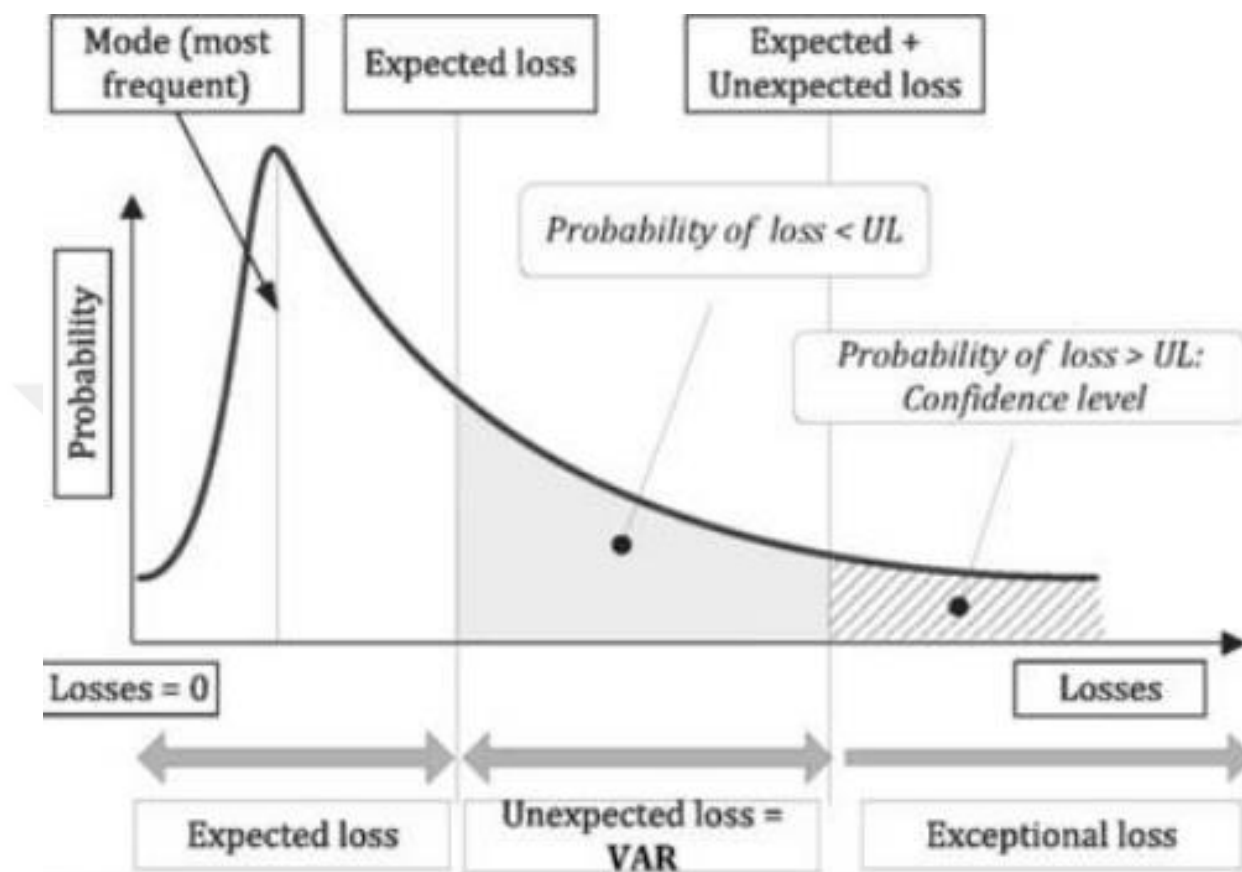 Mode (most
frequent)
Expected loss
Expected +
Unexpected loss
Probability of loss < UL
Probability of loss > UL:
Confidence level
Probability
Losses = 0
Losses
Expected loss
Unexpected loss =
VAR
Exceptional loss